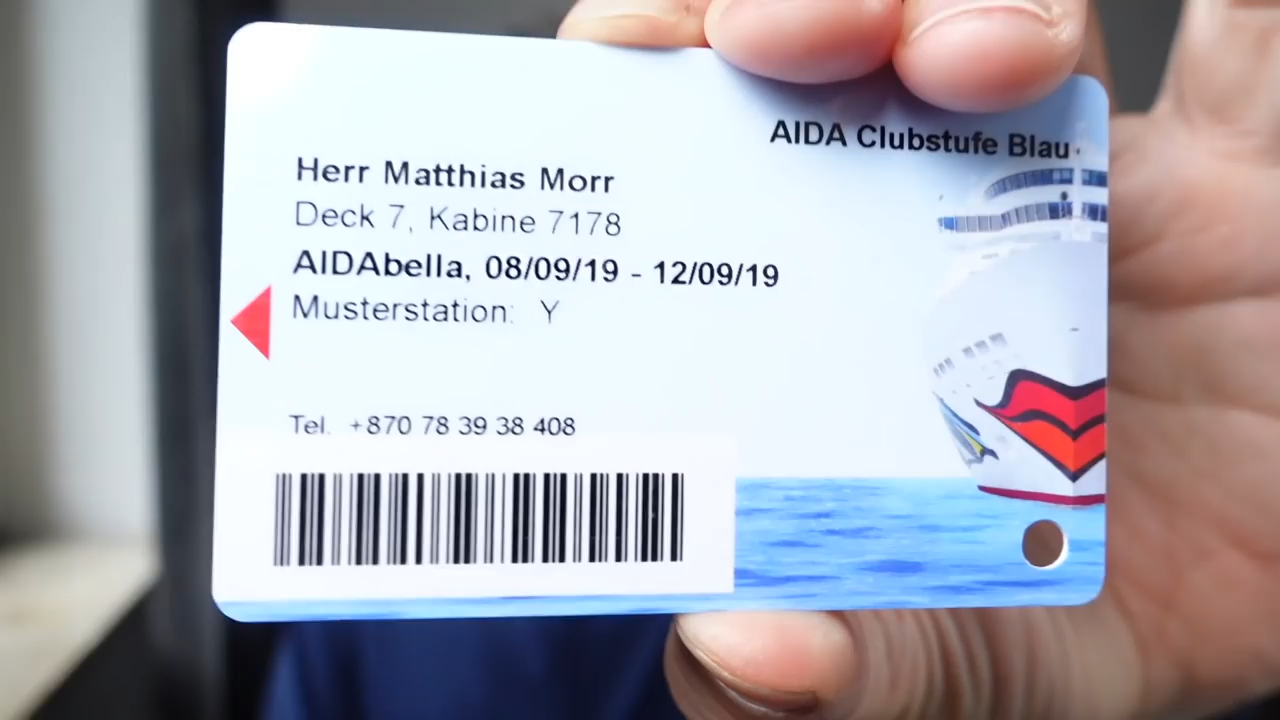 AIDA Clubstufe Blau
Herr Matthias Morr
Deck 7, Kabine 7178
AIDAbella, 08/09/19 - 12/09/19
Musterstation: Y
Tel. +870 78 39 38 408